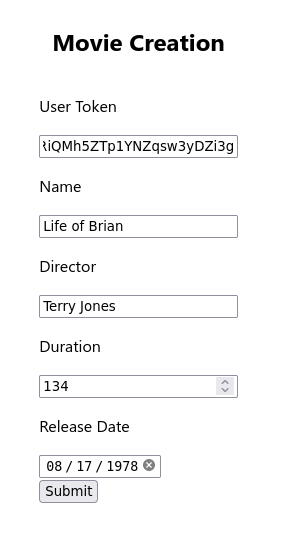 Movie Creation
User Token
iQMh5ZTp1YNZqsw3yDZi3g
Name
Life of Brian
Director
Terry Jones
Duration
134
Release Date
08 / 17 / 1978
Submit